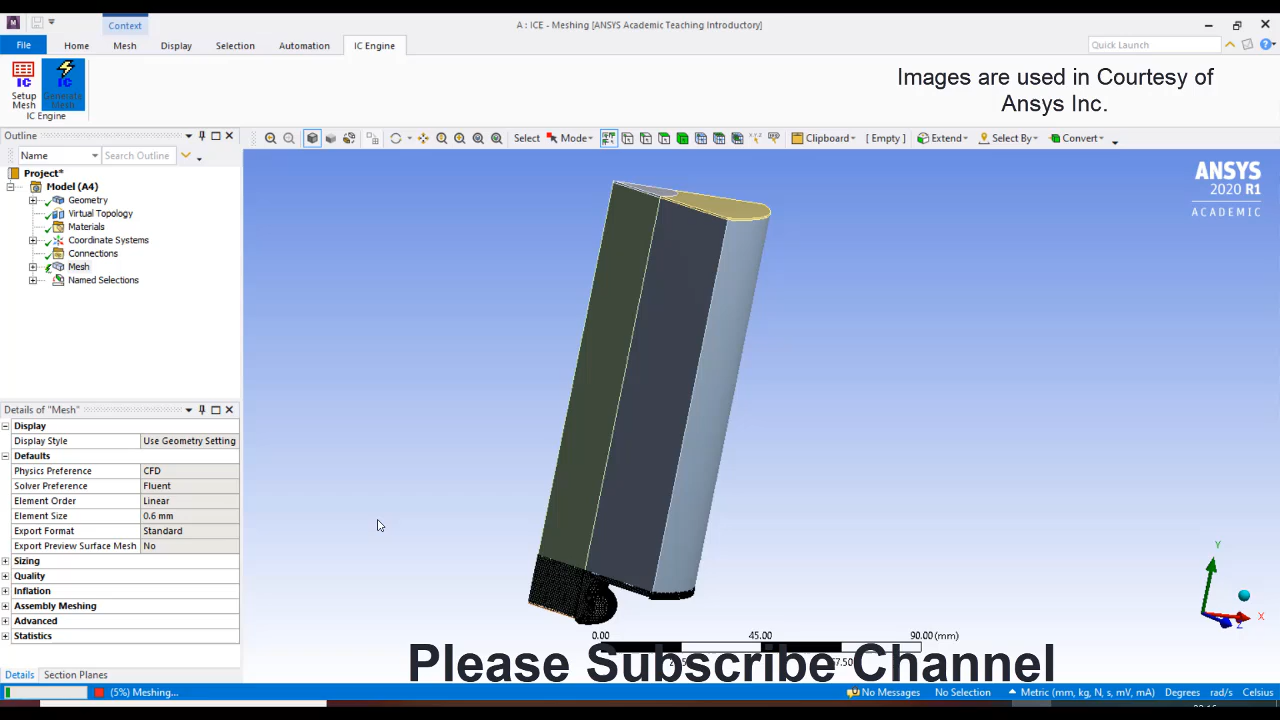 Context
A : ICE - Meshing [ANSYS Academic Teaching Introductory]
File
Home
Mesh
Display
Selection
Automation
IC Engine
Quick Launch
Setup
Mesh
Generate
Mesh
IC Engine
Images are used in Courtesy of
Ansys Inc.
Outline
Name
Search Outline
Select
Mode
Clipboard
[ Empty ]
Extend
Select By
Convert
Project*
Model (A4)
Geometry
Virtual Topology
Materials
Coordinate Systems
Connections
Mesh
Named Selections
ANSYS
2020 R1
ACADEMIC
Details of "Mesh"
Display
Display Style Use Geometry Setting
Defaults
Physics Preference CFD
Solver Preference Fluent
Element Order Linear
Element Size 0.6 mm
Export Format Standard
Export Preview Surface Mesh No
Sizing
Quality
Inflation
Assembly Meshing
Advanced
Statistics
Y
X
Z
0.00 45.00 90.00 (mm)
Please Subscribe Channel
Details Section Planes
(5%) Meshing...
No Messages
No Selection
Metric (mm, kg, N, s, mV, mA)
Degrees
rad/s
Celsius